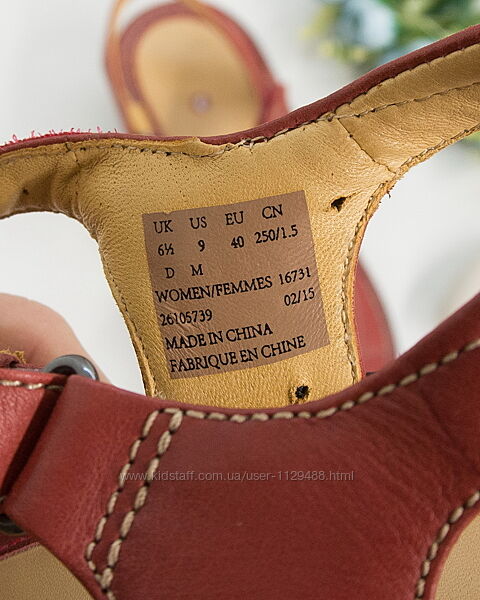 UK US EU CN
6½ 9 40 250/1.5
D M
WOMEN/FEMMES 16731
26105739 02/15
MADE IN CHINA
FABRIQUE EN CHINE
www.kidstaff.com.ua/user-1129488.html